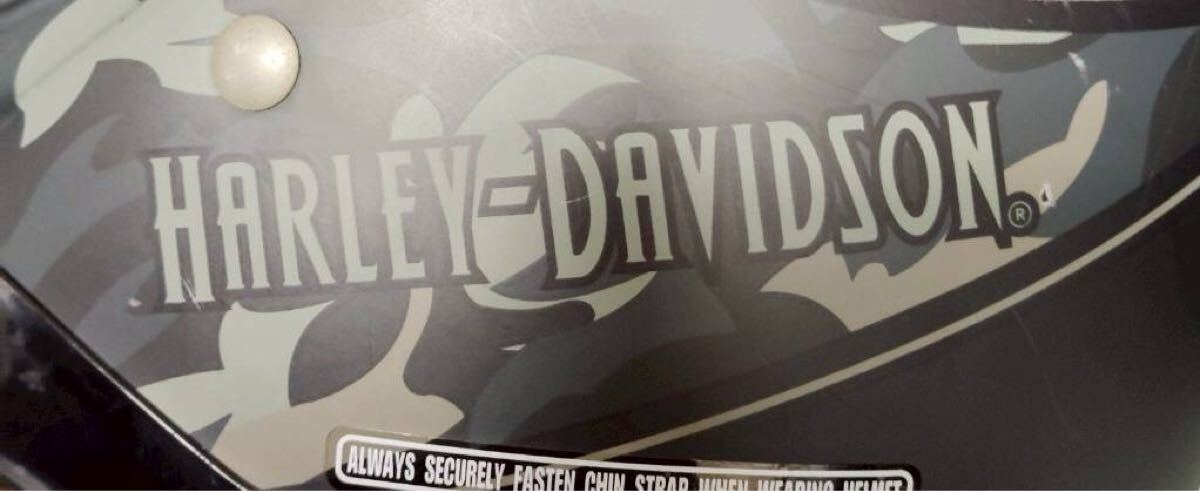 HARLEY-DAVIDSON®
ALWAYS SECURELY FASTEN CHIN STRAP WHEN WEARING HELMET